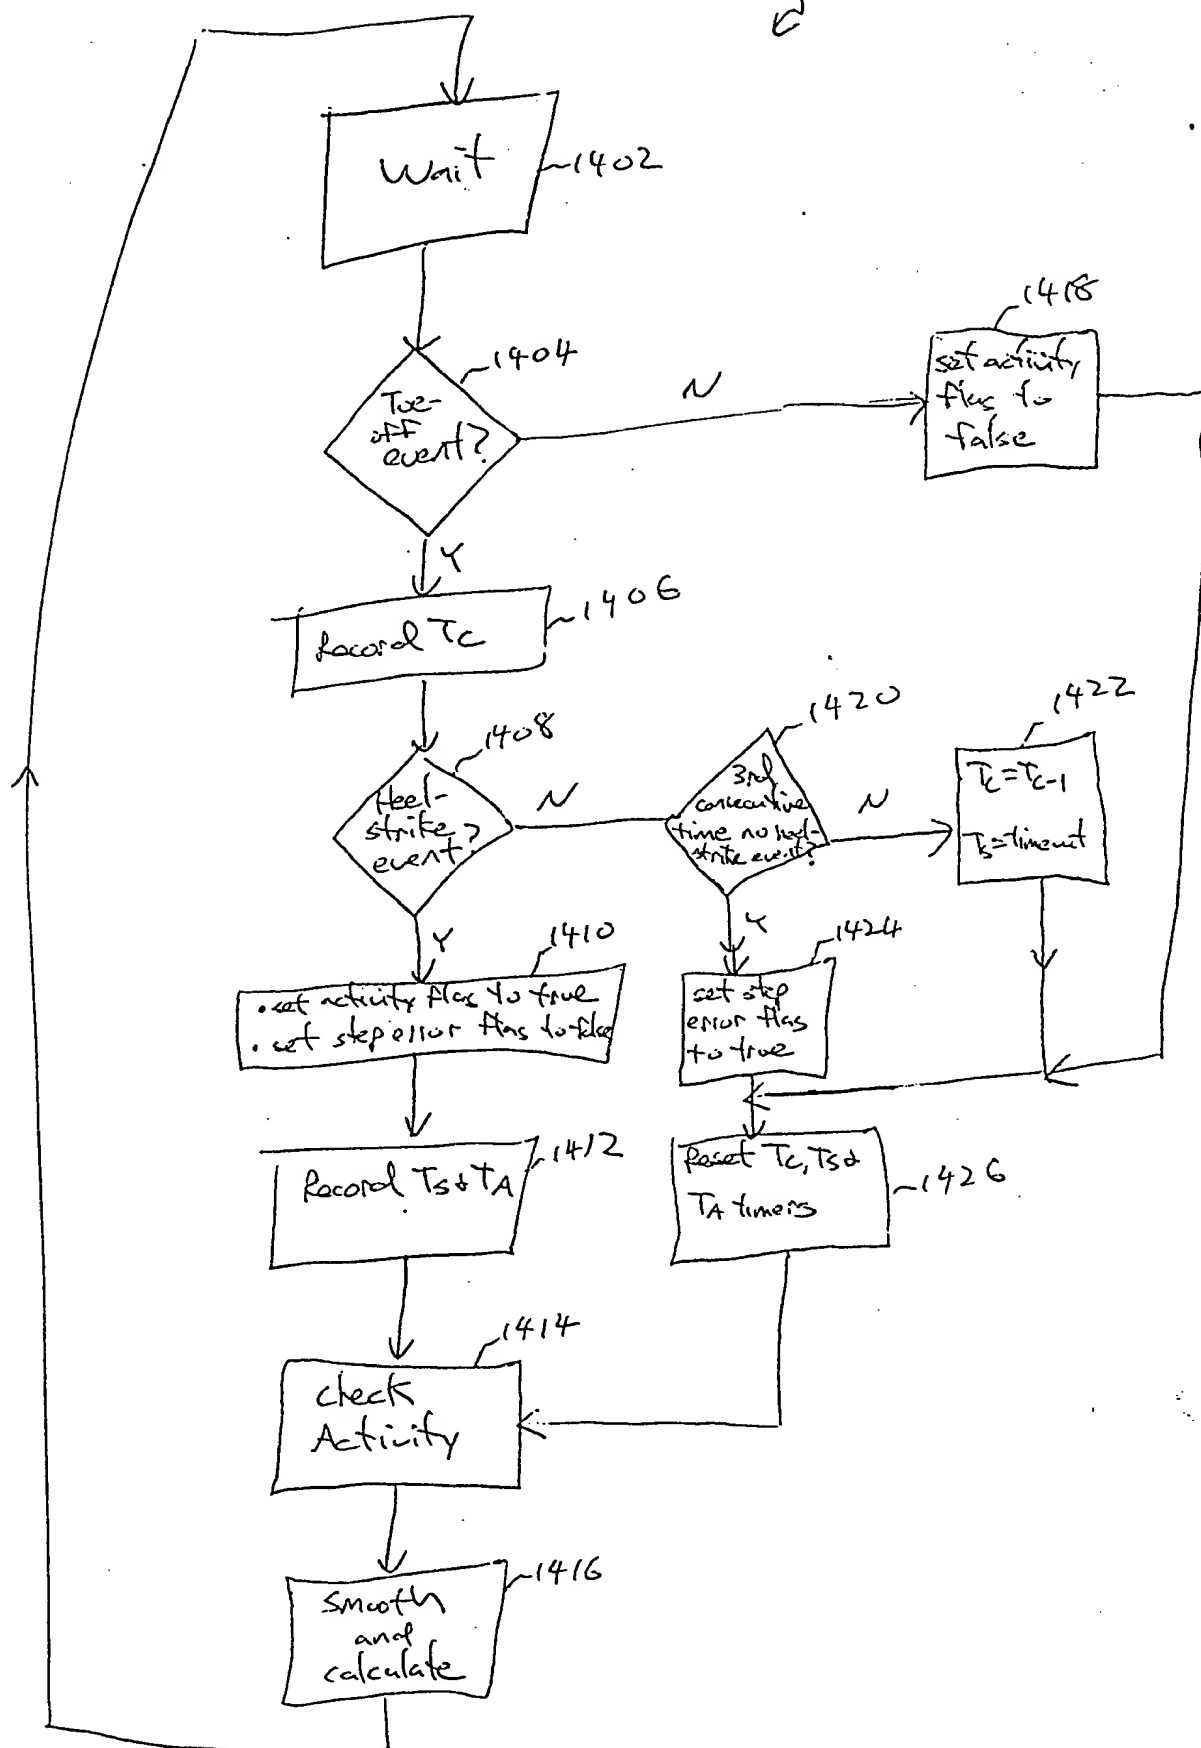 Wait
1402
1418
set activity
flag to
false
1404
N
Toe-
off
event?
Y
1406
Record TC
1420
1422
1408
Heel-
strike
event?
N
3rd
consecutive
time no heel-
strike event?
N
TC=TC-1
TS=timeout
Y
1410
Y
1424
• set activity flag to true
• set step error flag to false
set step
error flag
to true
1412
Record TS & TA
Reset TC, TS &
TA timers
1426
1414
check
Activity
1416
smooth
and
calculate